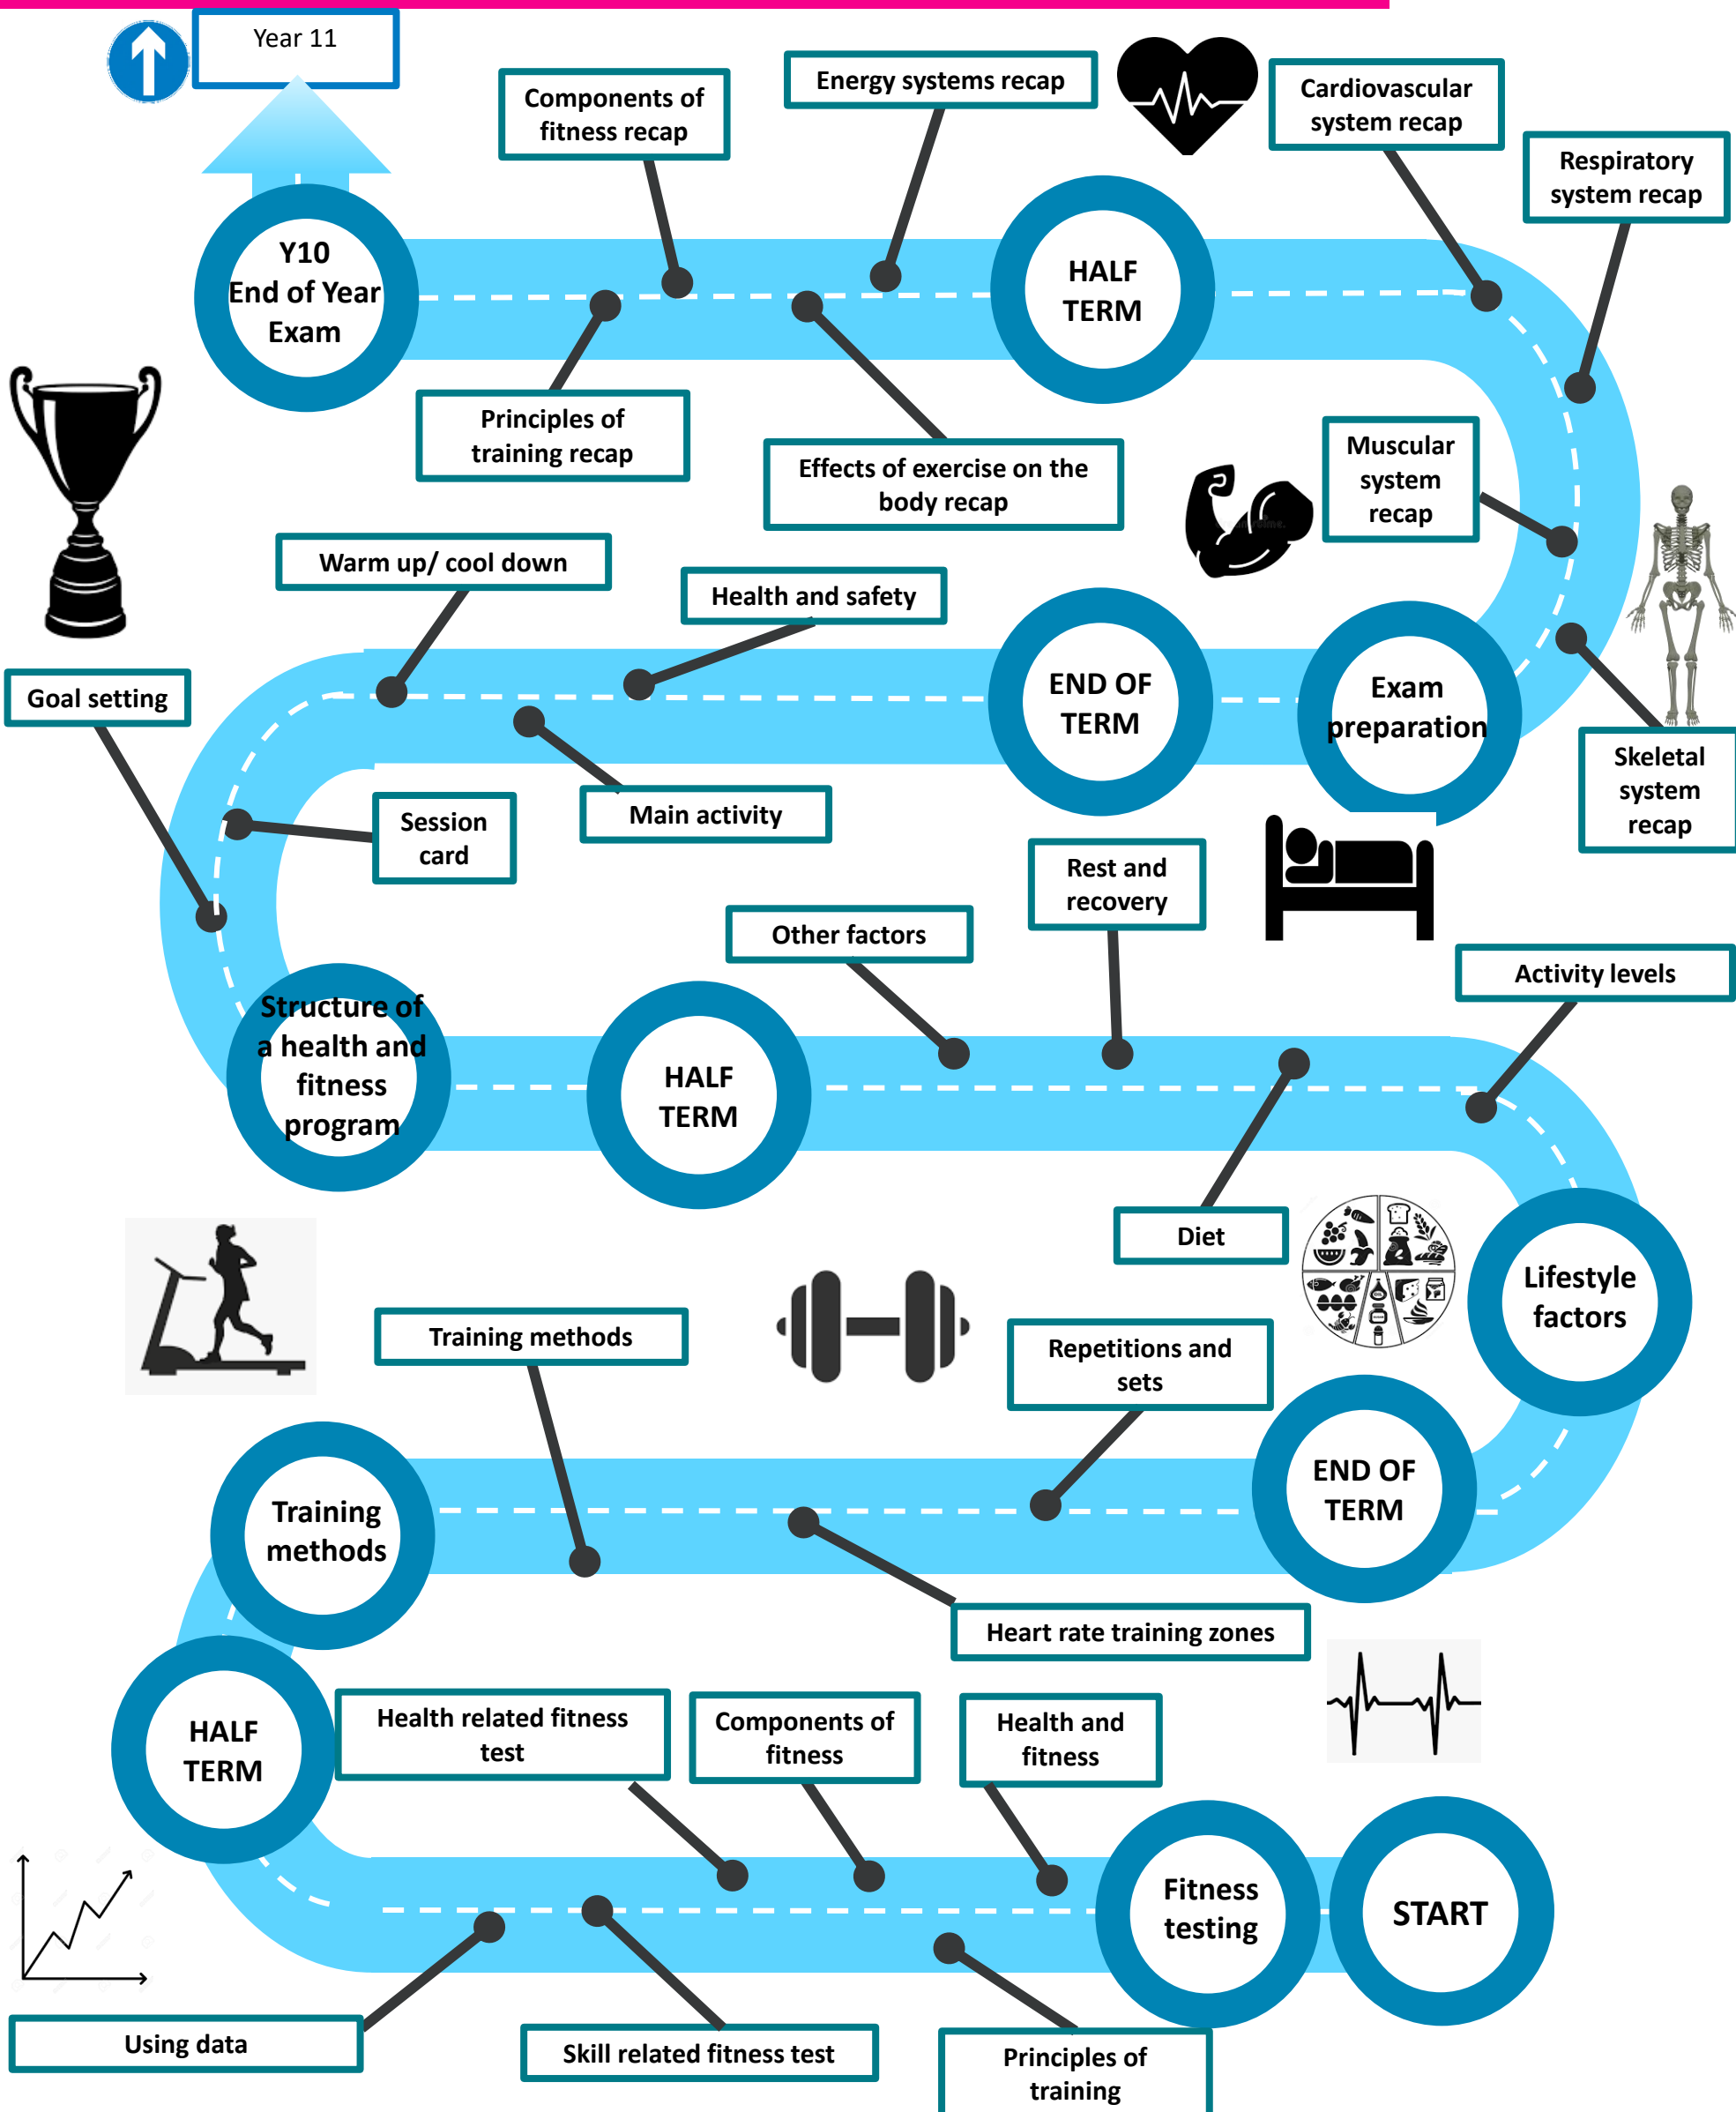 Year 11
Components of
fitness recap
Energy systems recap
Cardiovascular
system recap
Respiratory
system recap
Y10
End of Year
Exam
HALF
TERM
Principles of
training recap
Effects of exercise on the
body recap
Muscular
system
recap
Warm up/ cool down
Health and safety
Goal setting
END OF
TERM
Exam
preparation
Skeletal
system
recap
Session
card
Main activity
Rest and
recovery
Other factors
Activity levels
Structure of
a health and
fitness
program
HALF
TERM
Diet
Lifestyle
factors
Training methods
Repetitions and
sets
Training
methods
END OF
TERM
Heart rate training zones
HALF
TERM
Health related fitness
test
Components of
fitness
Health and
fitness
Fitness
testing
START
Using data
Skill related fitness test
Principles of
training